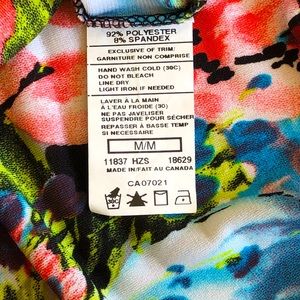 92% POLYESTER
8% SPANDEX
EXCLUSIVE OF TRIM/
GARNITURE NON COMPRISE
HAND WASH COLD (30C)
DO NOT BLEACH
LINE DRY
LIGHT IRON IF NEEDED
LAVER À LA MAIN
À L'EAU FROIDE (30)
NE PAS JAVELISER
SUSPENDRE POUR SÉCHER
REPASSER À BASSE TEMP
SI NÉCESSAIRE
M/M
11837 HZS 18629
MADE IN/FAIT AU CANADA
CA07021